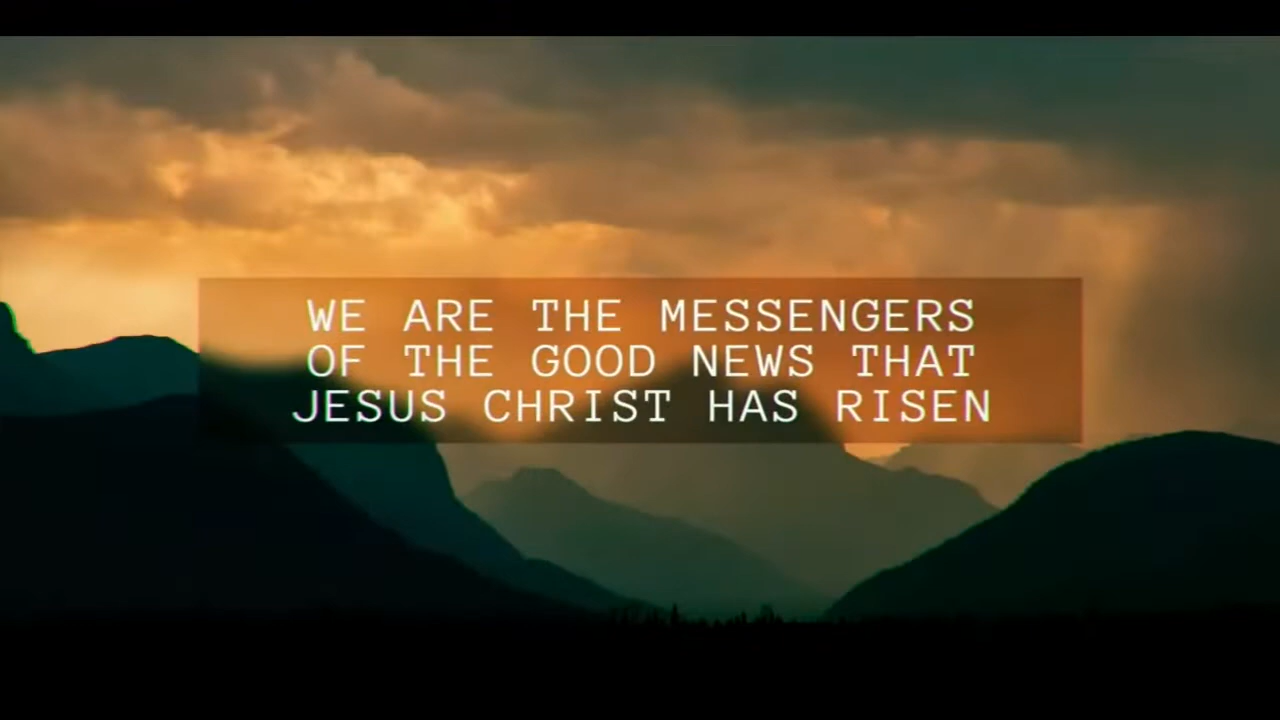 WE ARE THE MESSENGERS
OF THE GOOD NEWS THAT
JESUS CHRIST HAS RISEN